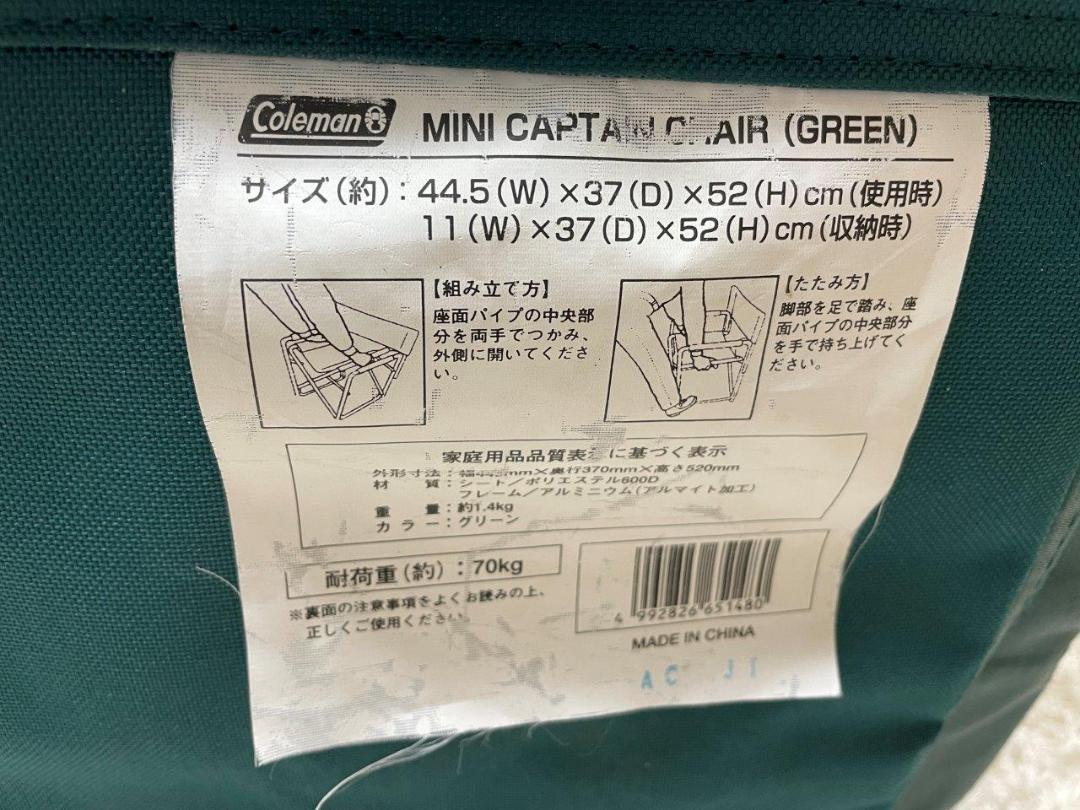 Coleman
MINI CAPTAIN CHAIR (GREEN)
サイズ(約):44.5(W)×37(D)×52(H)cm(使用時)
11(W)×37(D)×52(H)cm(収納時)
【組み立て方】
座面パイプの中央部
分を両手でつかみ、
外側に開いてくださ
い。
【たたみ方】
脚部を足で踏み、座
面パイプの中央部分
を手で持ち上げてく
ださい。
家庭用品品質表示に基づく表示
外形寸法:×奥行370mm×高さ520mm
材 質:シート/ポリエステル600D
フレーム/アルミニウム(アルマイト加工)
重 量:約1.4kg
カラー:グリーン
耐荷重(約):70kg
※裏面の注意事項をよくお読みの上、
正しくご使用ください。
4 992826 651480
MADE IN CHINA
AC JI